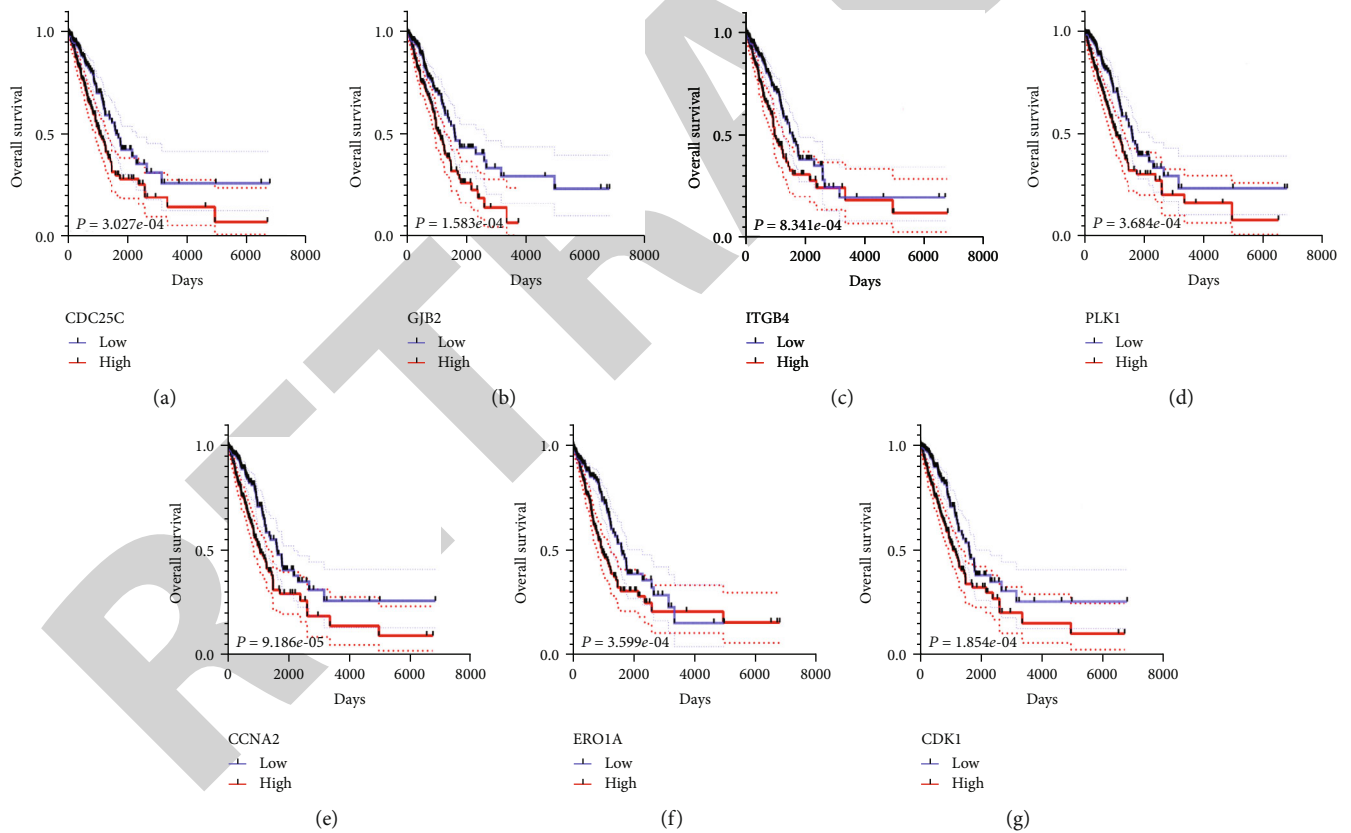 1.0
0.5
0.0
Overall survival
P = 3.027e-04
0 2000 4000 6000 8000
Days
CDC25C
Low
High
(a)
1.0
0.5
0.0
Overall survival
P = 1.583e-04
0 2000 4000 6000 8000
Days
GJB2
Low
High
(b)
1.0
0.5
0.0
Overall survival
P = 8.341e-04
0 2000 4000 6000 8000
Days
ITGB4
Low
High
(c)
1.0
0.5
0.0
Overall survival
P = 3.684e-04
0 2000 4000 6000 8000
Days
PLK1
Low
High
(d)
1.0
0.5
0.0
Overall survival
P = 9.186e-05
0 2000 4000 6000 8000
Days
CCNA2
Low
High
(e)
1.0
0.5
0.0
Overall survival
P = 3.599e-04
0 2000 4000 6000 8000
Days
ERO1A
Low
High
(f)
1.0
0.5
0.0
Overall survival
P = 1.854e-04
0 2000 4000 6000 8000
Days
CDK1
Low
High
(g)